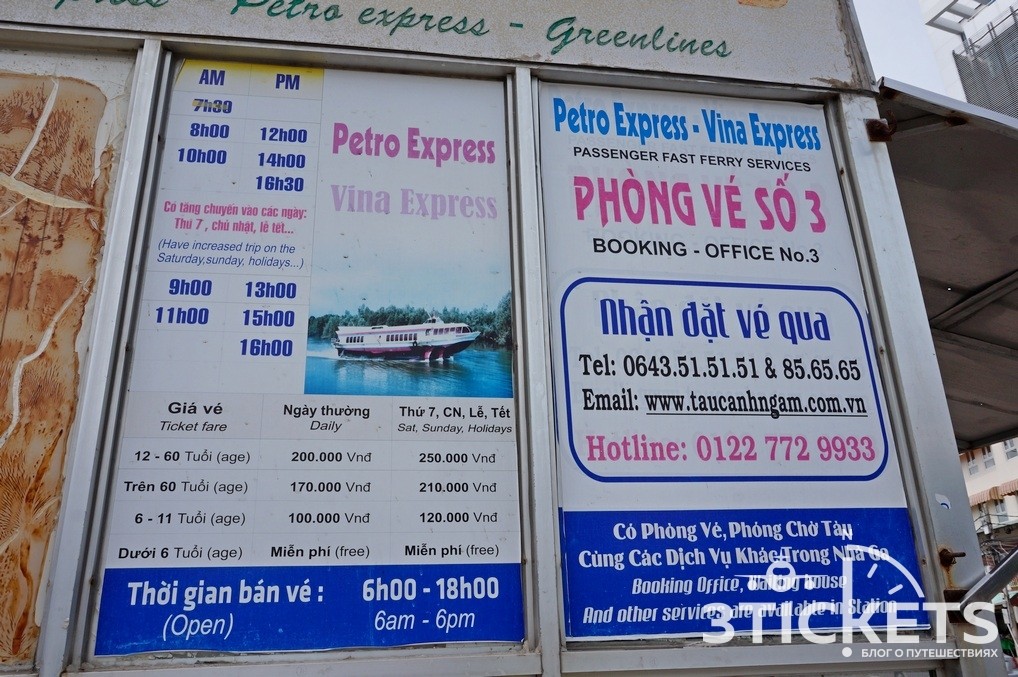 Petro express - Greenlines
AM PM
7h30
8h00 12h00
10h00 14h00
16h30
Có tăng chuyến vào các ngày:
Thứ 7 , chủ nhật, lễ tết...
(Have increased trip on the
Saturday,sunday, holidays...)
9h00 13h00
11h00 15h00
16h00
Petro Express
Vina Express
Giá vé Ngày thường Thứ 7, CN, Lễ, Tết
Ticket fare Daily Sat, Sunday, Holidays
12 - 60 Tuổi (age) 200.000 Vnđ 250.000 Vnđ
Trên 60 Tuổi (age) 170.000 Vnđ 210.000 Vnđ
6 - 11 Tuổi (age) 100.000 Vnđ 120.000 Vnđ
Dưới 6 Tuổi (age) Miễn phí (free) Miễn phí (free)
Thời gian bán vé : 6h00 - 18h00
(Open) 6am - 6pm
Petro Express - Vina Express
PASSENGER FAST FERRY SERVICES
PHÒNG VÉ SỐ 3
BOOKING - OFFICE No.3
Nhận đặt vé qua
Tel: 0643.51.51.51 & 85.65.65
Email: www.taucanhngam.com.vn
Hotline: 0122 772 9933
Có Phòng Vé, Phòng Chờ Tàu
Cùng Các Dịch Vụ Khác Trong Nhà Ga
Booking Office, Waiting house
And other services are available in Station
3TICKETS
БЛОГ О ПУТЕШЕСТВИЯХ